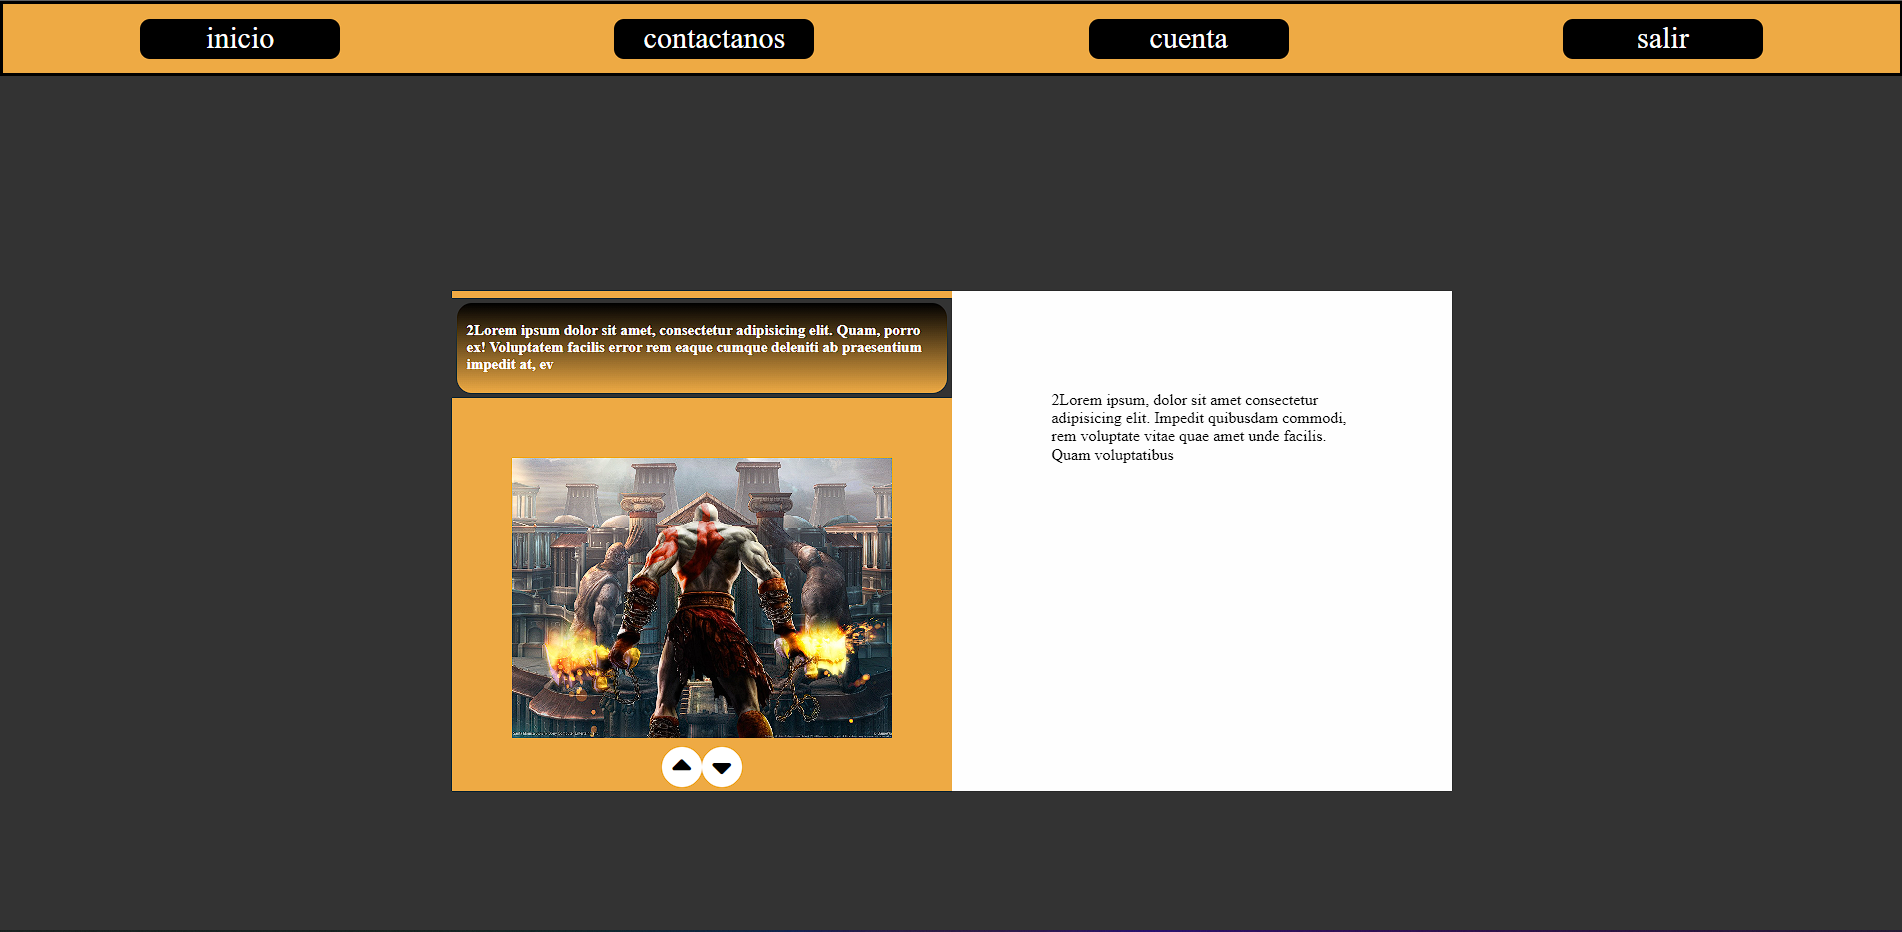 inicio
contactanos
cuenta
salir
2Lorem ipsum dolor sit amet, consectetur adipisicing elit. Quam, porro
ex! Voluptatem facilis error rem eaque cumque deleniti ab praesentium
impedit at, ev
2Lorem ipsum, dolor sit amet consectetur
adipisicing elit. Impedit quibusdam commodi,
rem voluptate vitae quae amet unde facilis.
Quam voluptatibus